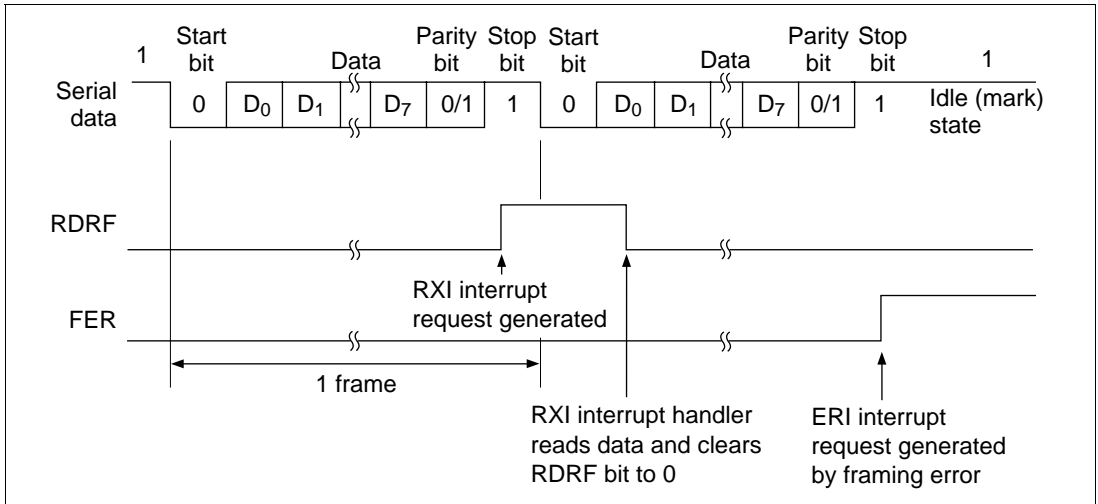 1 Start bit Data Parity bit Stop bit Start bit Data Parity bit Stop bit 1
Serial data 0 D0 D1 D7 0/1 1 0 D0 D1 D7 0/1 1 Idle (mark) state
RDRF
RXI interrupt
request generated
FER
1 frame
RXI interrupt handler
reads data and clears
RDRF bit to 0
ERI interrupt
request generated
by framing error